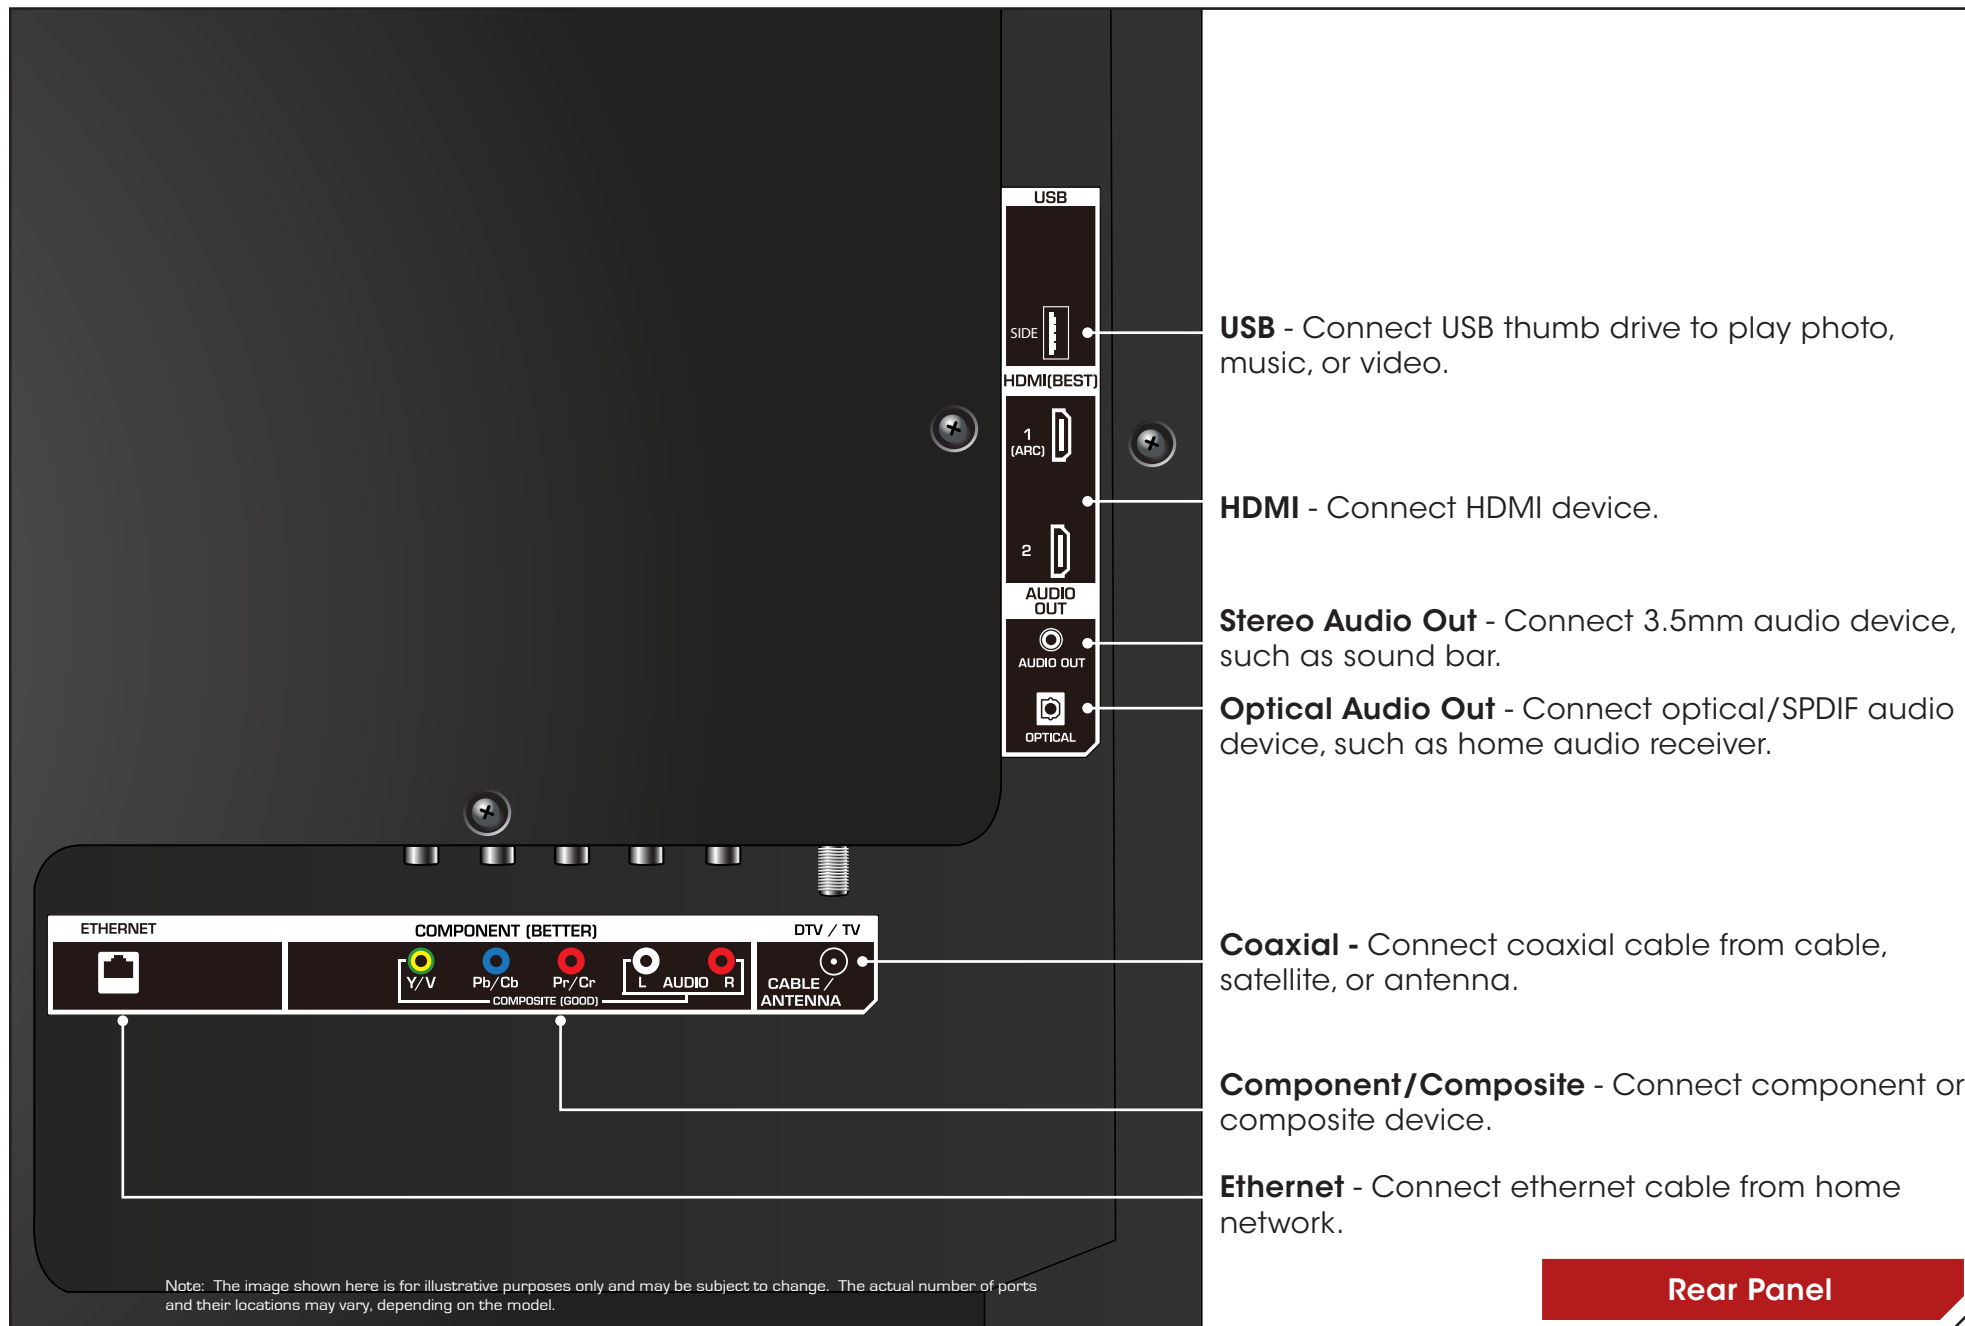 USB
SIDE
HDMI(BEST)
1
(ARC)
2
AUDIO
OUT
AUDIO OUT
OPTICAL
USB - Connect USB thumb drive to play photo,
music, or video.
HDMI - Connect HDMI device.
Stereo Audio Out - Connect 3.5mm audio device,
such as sound bar.
Optical Audio Out - Connect optical/SPDIF audio
device, such as home audio receiver.
ETHERNET
COMPONENT (BETTER)
DTV / TV
Y/V Pb/Cb Pr/Cr L AUDIO R
COMPOSITE (GOOD)
CABLE /
ANTENNA
Coaxial - Connect coaxial cable from cable,
satellite, or antenna.
Component/Composite - Connect component or
composite device.
Ethernet - Connect ethernet cable from home
network.
Note: The image shown here is for illustrative purposes only and may be subject to change. The actual number of ports
and their locations may vary, depending on the model.
Rear Panel